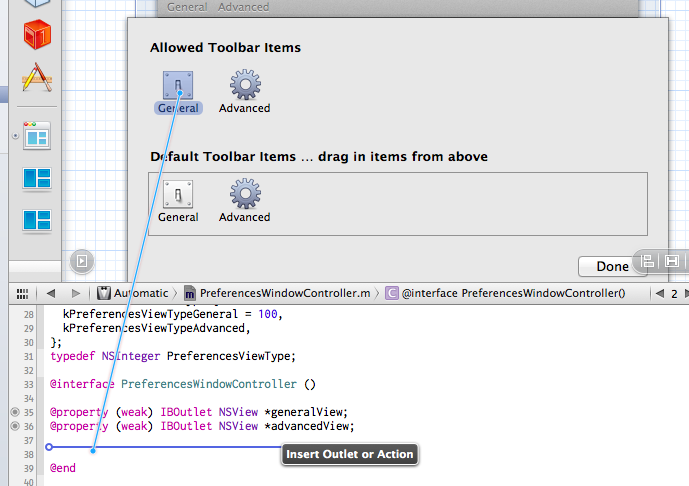 General Advanced
Allowed Toolbar Items
General Advanced
Default Toolbar Items ... drag in items from above
General Advanced
Done
Automatic 〉 m PreferencesWindowController.m 〉 C @interface PreferencesWindowController() 2
28 kPreferencesViewTypeGeneral = 100,
29 kPreferencesViewTypeAdvanced,
30 };
31 typedef NSInteger PreferencesViewType;
32
33 @interface PreferencesWindowController ()
34
35 @property (weak) IBOutlet NSView *generalView;
36 @property (weak) IBOutlet NSView *advancedView;
37
Insert Outlet or Action
38
39 @end
40